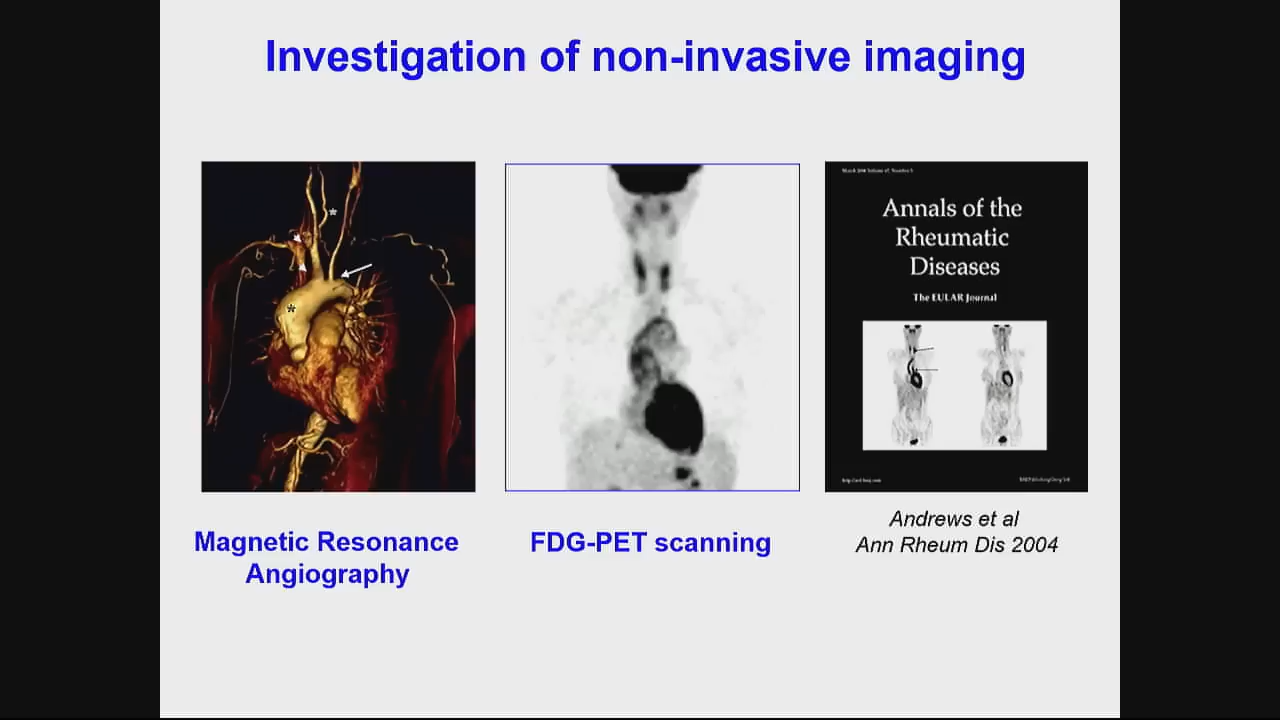 Investigation of non-invasive imaging
Annals of the
Rheumatic
Diseases
The EULAR Journal
Magnetic Resonance
Angiography
FDG-PET scanning
Andrews et al
Ann Rheum Dis 2004